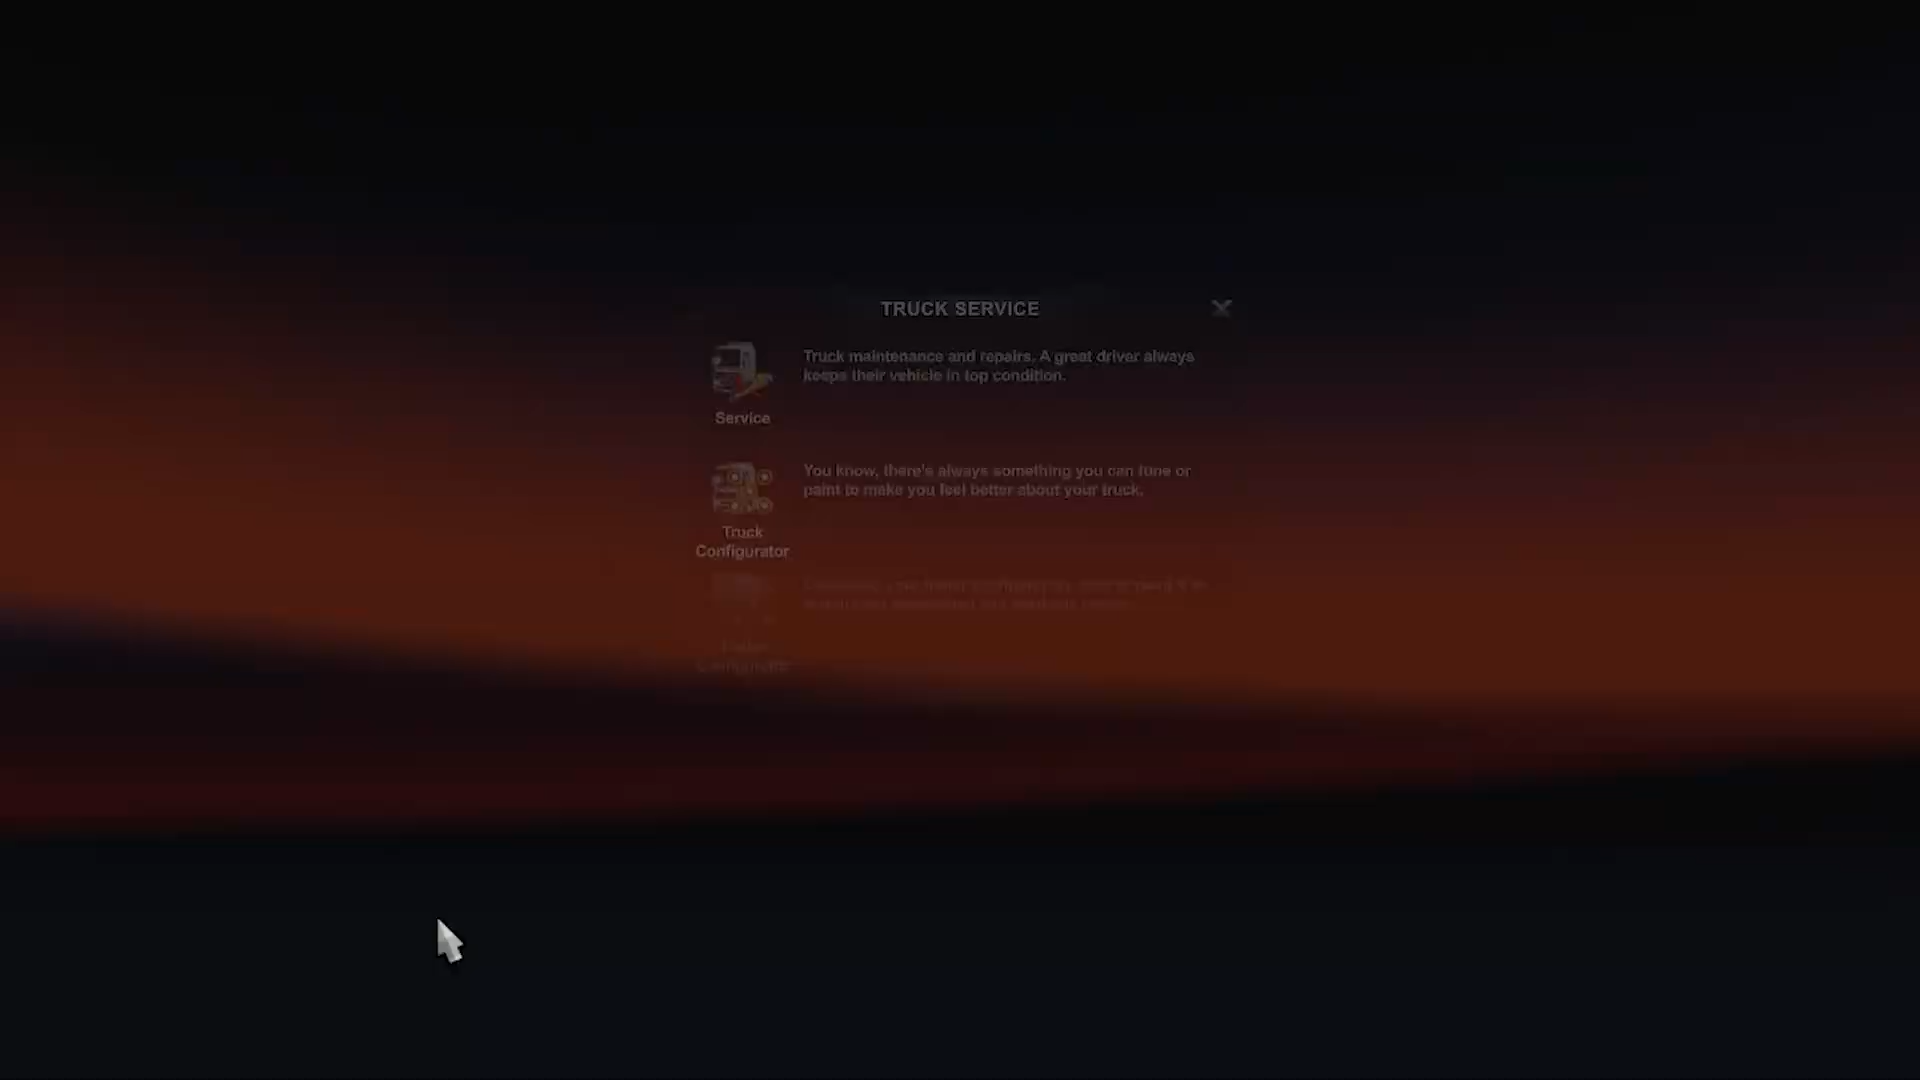 TRUCK SERVICE
Truck maintenance and repairs. A great driver always
keeps their vehicle in top condition.
Service
You know, there's always something you can tune or
paint to make you feel better about your truck.
Truck
Configurator